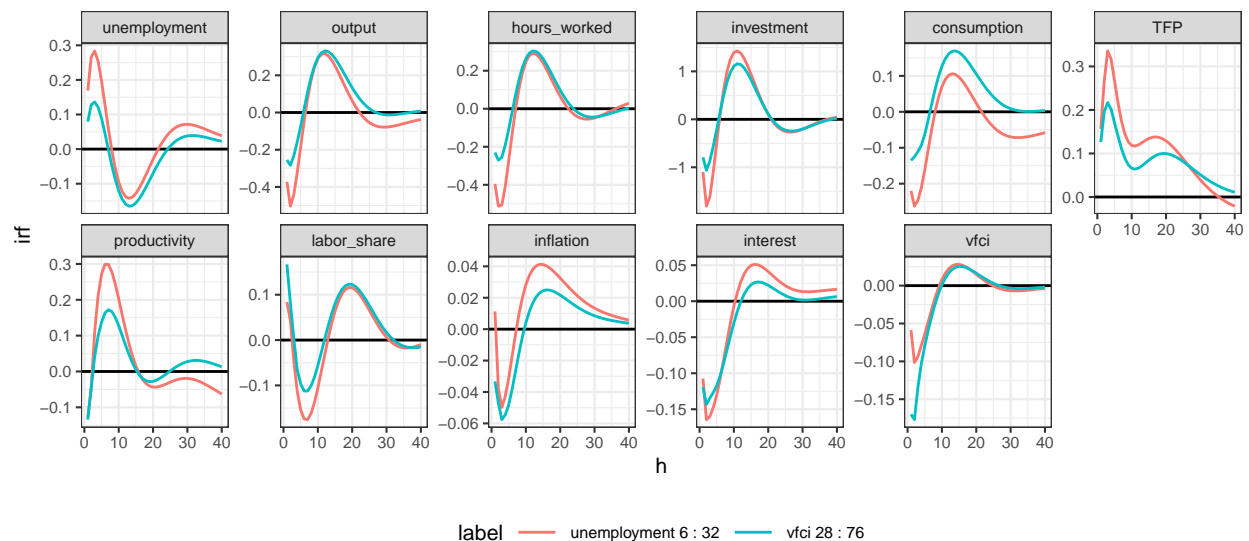 unemployment output hours_worked investment consumption TFP
0.3 0.2 0.1 0.0 −0.1
0.2 0.0 −0.2 −0.4
0.2 0.0 −0.2 −0.4
1 0 −1
0.1 0.0 −0.1 −0.2
0.3 0.2 0.1 0.0
0 10 20 30 40
irf
productivity labor_share inflation interest vfci
0.3 0.2 0.1 0.0 −0.1
0.1 0.0 −0.1
0.04 0.02 0.00 −0.02 −0.04 −0.06
0.05 0.00 −0.05 −0.10 −0.15
0.00 −0.05 −0.10 −0.15
0 10 20 30 40 0 10 20 30 40 0 10 20 30 40 0 10 20 30 40 0 10 20 30 40
h
label unemployment 6 : 32 vfci 28 : 76